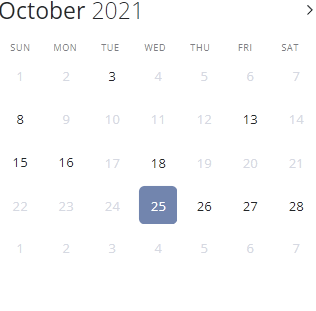 October 2021
SUN MON TUE WED THU FRI SAT
1 2 3 4 5 6 7
8 9 10 11 12 13 14
15 16 17 18 19 20 21
22 23 24 25 26 27 28
1 2 3 4 5 6 7